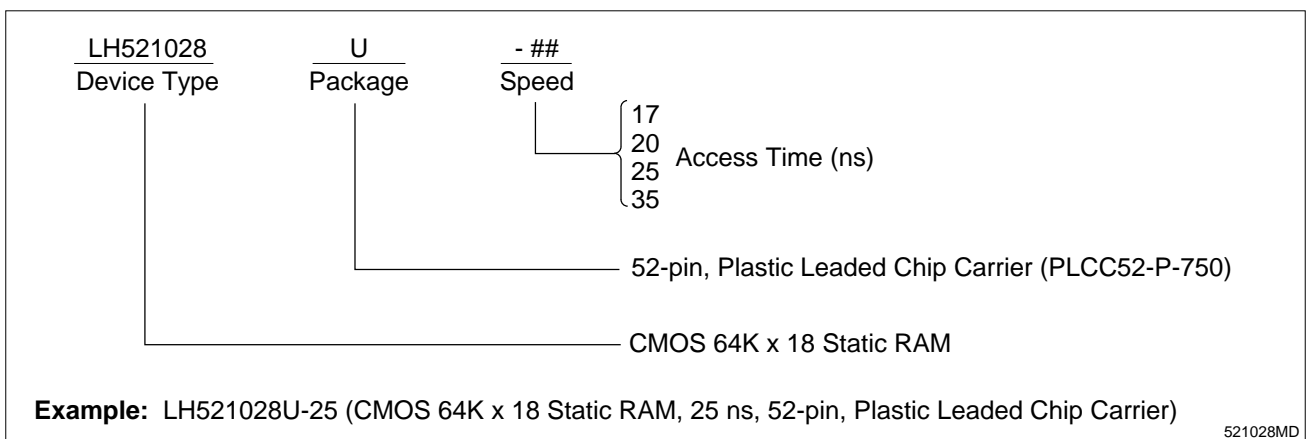 LH521028 U - ##
Device Type Package Speed
17
20
25
35
Access Time (ns)
52-pin, Plastic Leaded Chip Carrier (PLCC52-P-750)
CMOS 64K x 18 Static RAM
Example: LH521028U-25 (CMOS 64K x 18 Static RAM, 25 ns, 52-pin, Plastic Leaded Chip Carrier)
521028MD